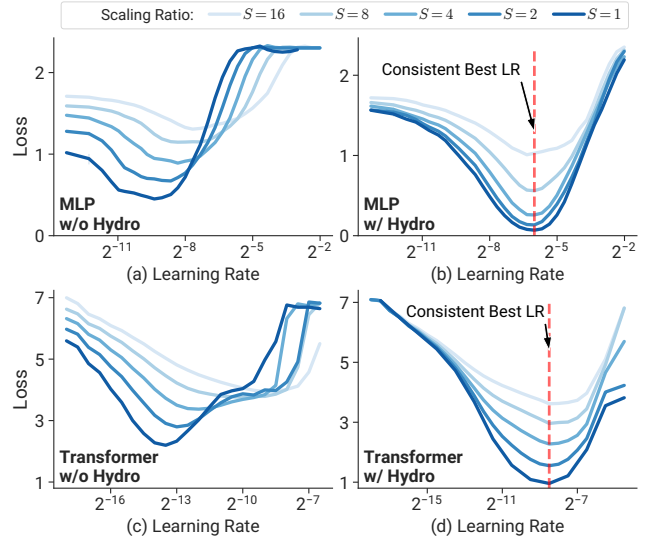 Scaling Ratio: S = 16 S = 8 S = 4 S = 2 S = 1
Loss
2
1
0
MLP
w/o Hydro
2^-11 2^-8 2^-5 2^-2
(a) Learning Rate
2
1
0
Consistent Best LR
MLP
w/ Hydro
2^-11 2^-8 2^-5 2^-2
(b) Learning Rate
Loss
7
5
3
1
Transformer
w/o Hydro
2^-16 2^-13 2^-10 2^-7
(c) Learning Rate
7
5
3
1
Consistent Best LR
Transformer
w/ Hydro
2^-15 2^-11 2^-7
(d) Learning Rate